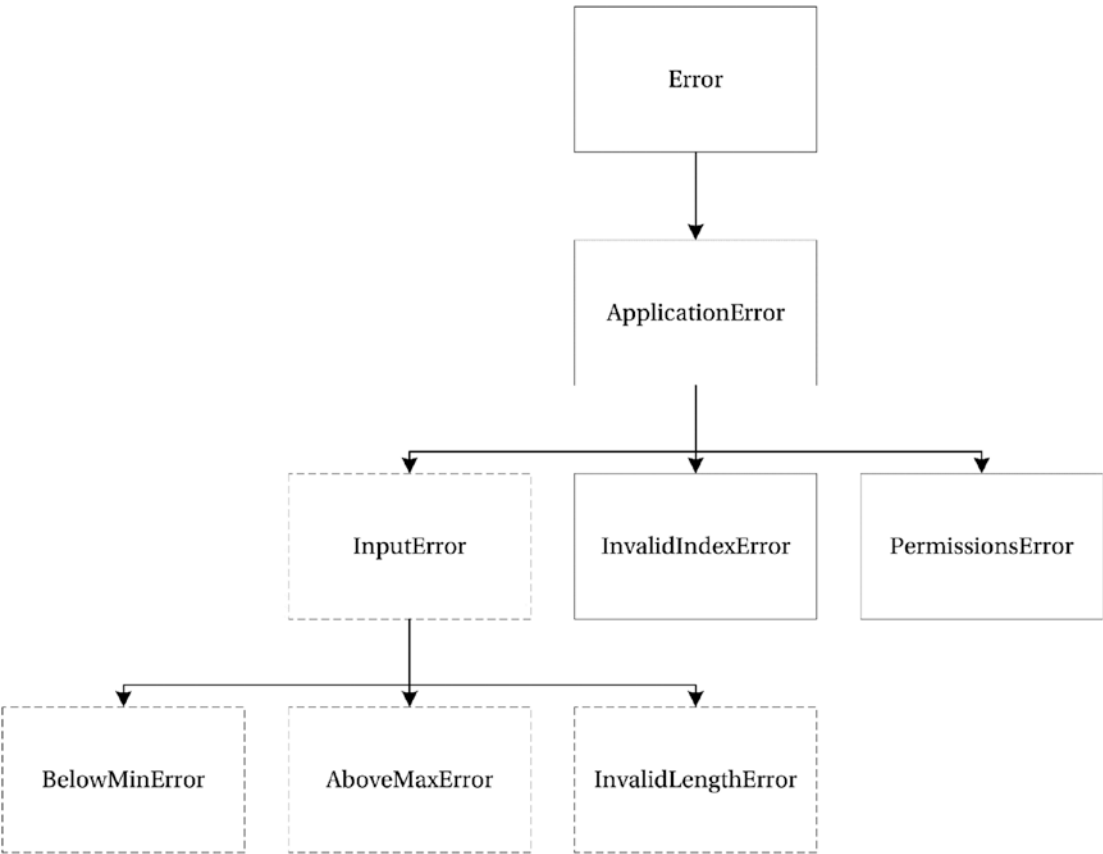 Error
ApplicationError
InputError
InvalidIndexError
PermissionsError
BelowMinError
AboveMaxError
InvalidLengthError